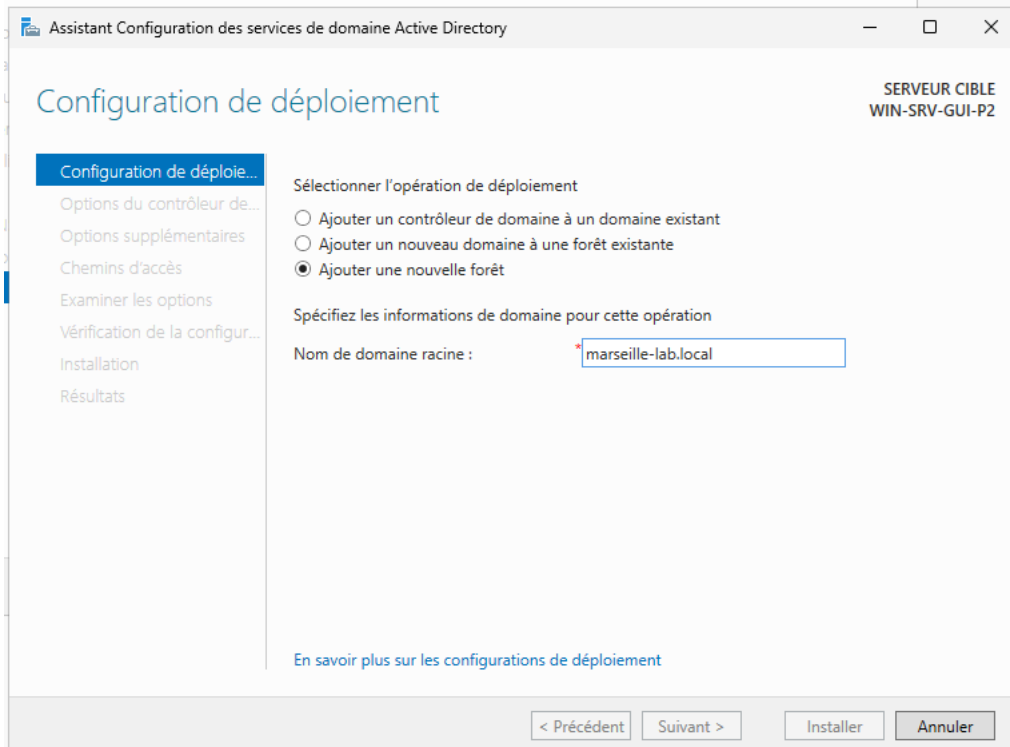 Assistant Configuration des services de domaine Active Directory
Configuration de déploiement
SERVEUR CIBLE
WIN-SRV-GUI-P2
Configuration de déploie...
Options du contrôleur de...
Options supplémentaires
Chemins d'accès
Examiner les options
Vérification de la configur...
Installation
Résultats
Sélectionner l'opération de déploiement
Ajouter un contrôleur de domaine à un domaine existant
Ajouter un nouveau domaine à une forêt existante
Ajouter une nouvelle forêt
Spécifiez les informations de domaine pour cette opération
Nom de domaine racine : * marseille-lab.local
En savoir plus sur les configurations de déploiement
< Précédent Suivant > Installer Annuler